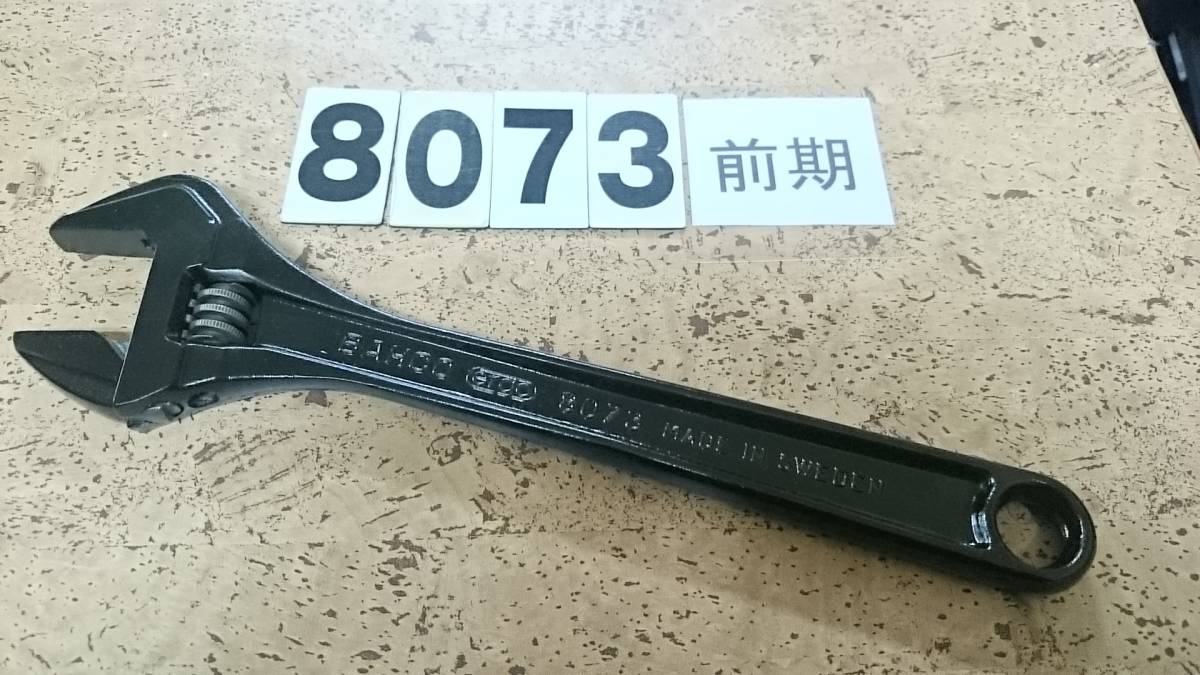 8073 前期
BAHCO 8073 MADE IN SWEDEN